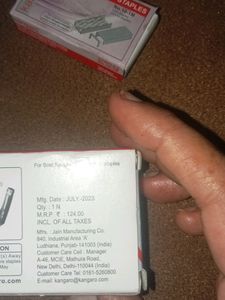 STAPLES
Mfg. Date : JULY -2023
Qty. : 1 N
M.R.P. ₹ : 124.00
INCL. OF ALL TAXES
Mfrs. : Jain Manufacturing Co.
840, Industrial Area 'A'
Ludhiana, Punjab-141003 (India)
Customer Care Cell : Manager
A-46, MCIE, Mathura Road,
New Delhi, Delhi-110044 (India)
Customer Care Tel: 0161-5260800
E-mail: kangaro@kangaro.com